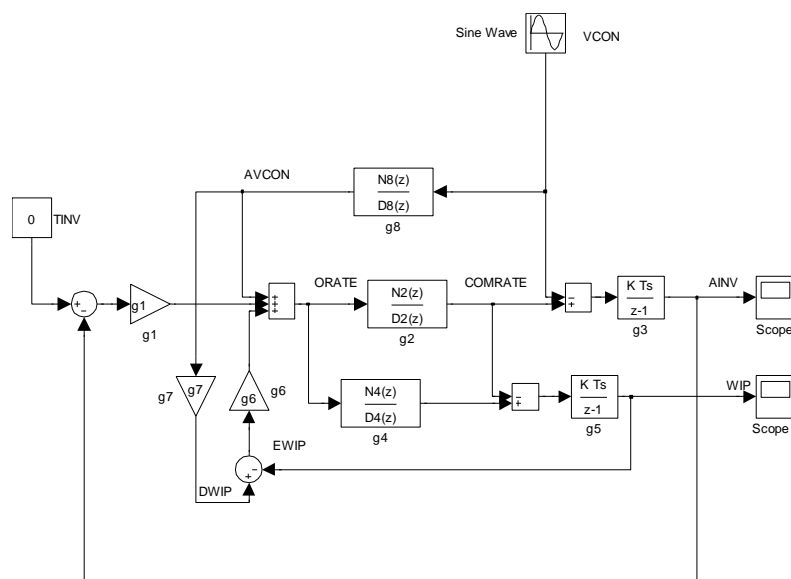 Sine Wave
VCON
AVCON
N8(z)
D8(z)
g8
0
TINV
ORATE
N2(z)
D2(z)
g2
COMRATE
K Ts
z-1
g3
AINV
Scope
g1
g1
g7
g7
g6
g6
N4(z)
D4(z)
g4
K Ts
z-1
g5
WIP
Scope
EWIP
DWIP